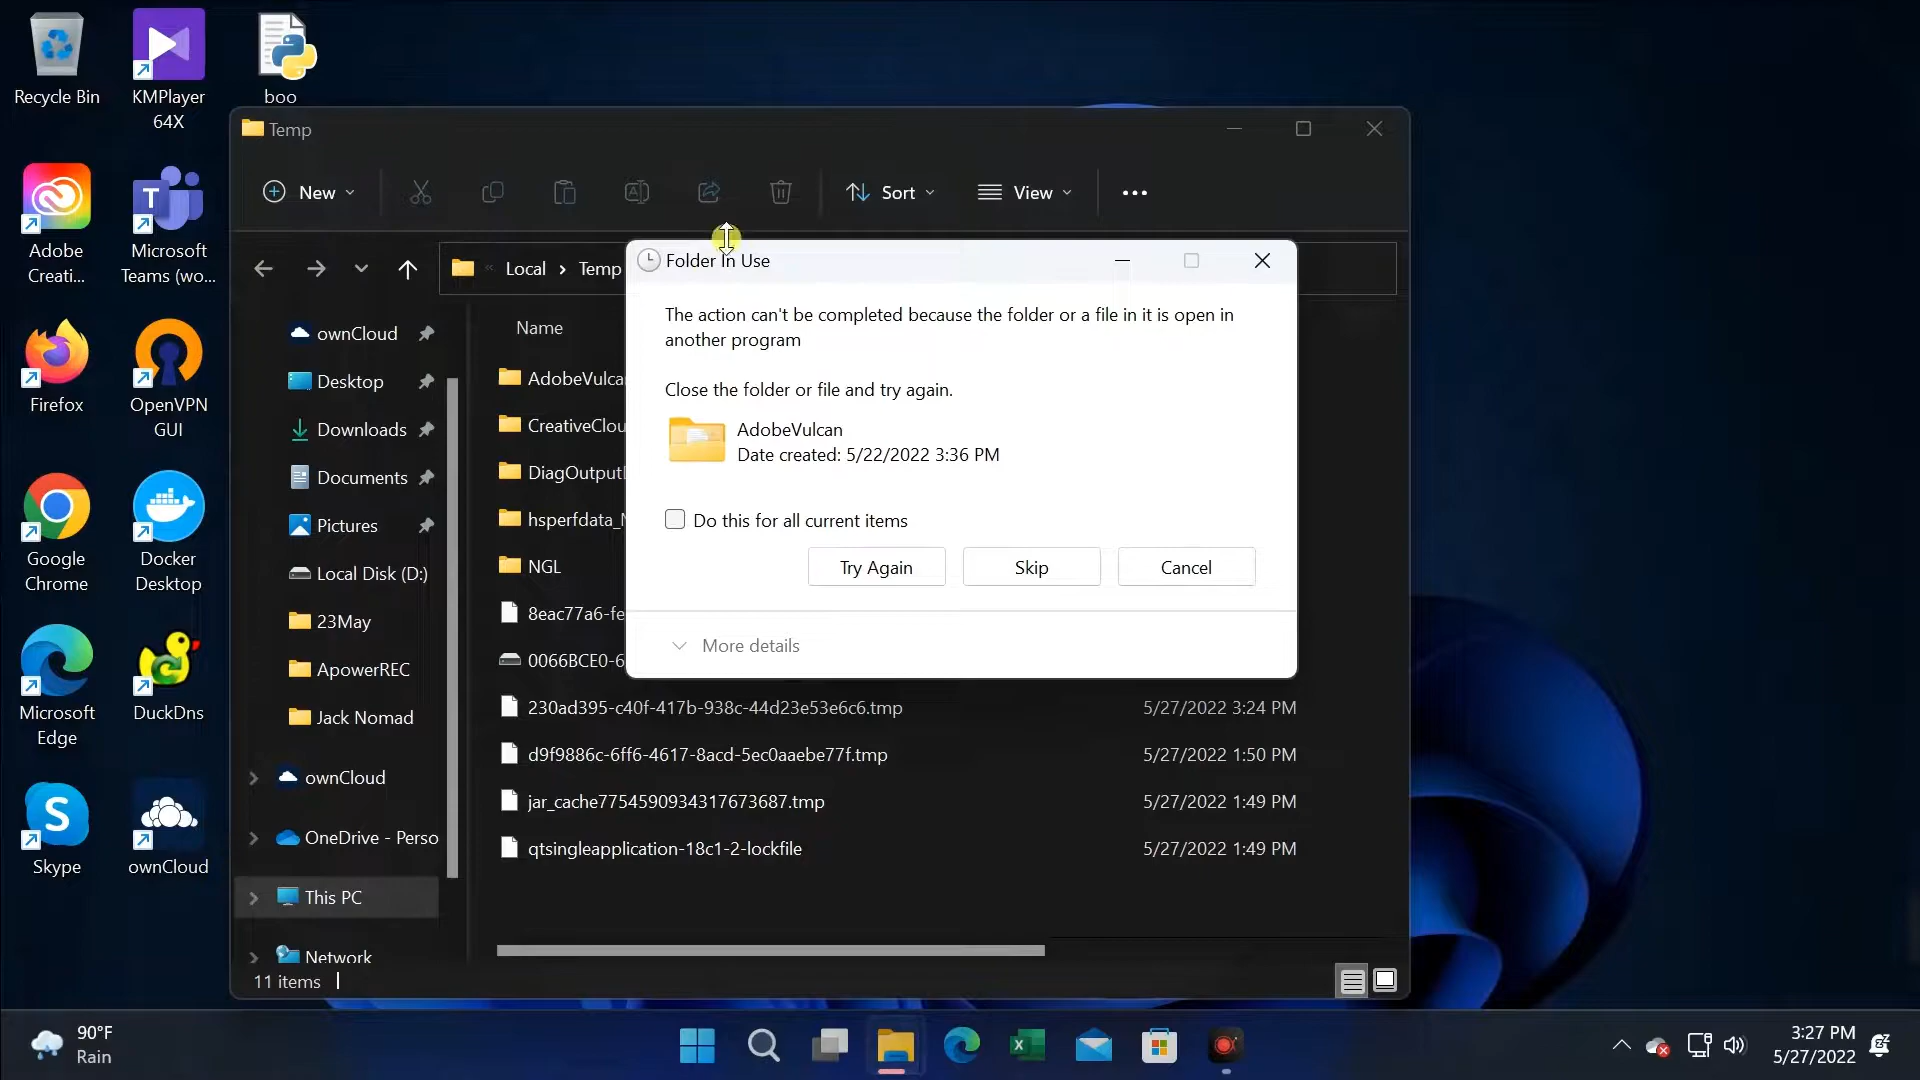 Recycle Bin
KMPlayer
64X
boo
Adobe
Creati...
Microsoft
Teams (wo...
Firefox
OpenVPN
GUI
Google
Chrome
Docker
Desktop
Microsoft
Edge
DuckDns
Skype
ownCloud
Temp
New
Sort
View
Local > Temp
ownCloud
Desktop
Downloads
Documents
Pictures
Local Disk (D:)
23May
ApowerREC
Jack Nomad
ownCloud
OneDrive - Perso
This PC
Network
11 items
Name
AdobeVulca
CreativeClou
DiagOutput
hsperfdata_
NGL
8eac77a6-fe
0066BCE0-6
230ad395-c40f-417b-938c-44d23e53e6c6.tmp 5/27/2022 3:24 PM
d9f9886c-6ff6-4617-8acd-5ec0aaebe77f.tmp 5/27/2022 1:50 PM
jar_cache7754590934317673687.tmp 5/27/2022 1:49 PM
qtsingleapplication-18c1-2-lockfile 5/27/2022 1:49 PM
Folder In Use
The action can't be completed because the folder or a file in it is open in
another program
Close the folder or file and try again.
AdobeVulcan
Date created: 5/22/2022 3:36 PM
Do this for all current items
Try Again Skip Cancel
More details
90°F
Rain
3:27 PM
5/27/2022